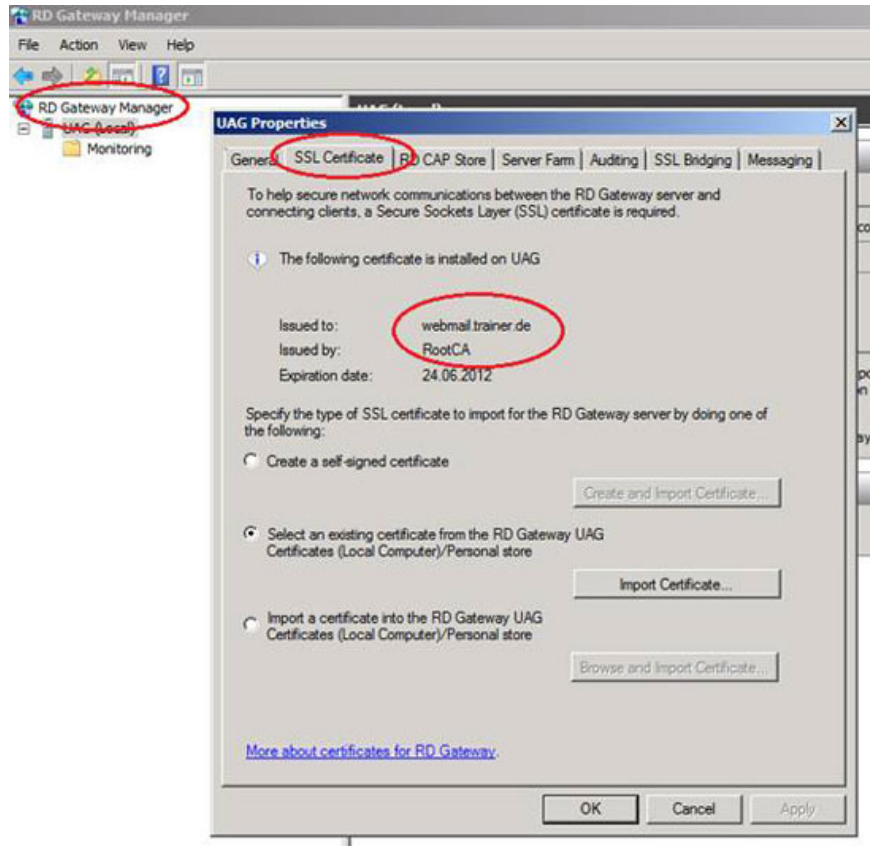 RD Gateway Manager
File Action View Help
RD Gateway Manager
UAG (Local)
Monitoring
UAG Properties
General SSL Certificate RD CAP Store Server Farm Auditing SSL Bridging Messaging
To help secure network communications between the RD Gateway server and
connecting clients, a Secure Sockets Layer (SSL) certificate is required.
The following certificate is installed on UAG
Issued to: webmail.trainer.de
Issued by: RootCA
Expiration date: 24.06.2012
Specify the type of SSL certificate to import for the RD Gateway server by doing one of
the following:
Create a self-signed certificate
Create and Import Certificate...
Select an existing certificate from the RD Gateway UAG
Certificates (Local Computer)/Personal store
Import Certificate...
Import a certificate into the RD Gateway UAG
Certificates (Local Computer)/Personal store
Browse and Import Certificate...
More about certificates for RD Gateway.
OK Cancel Apply